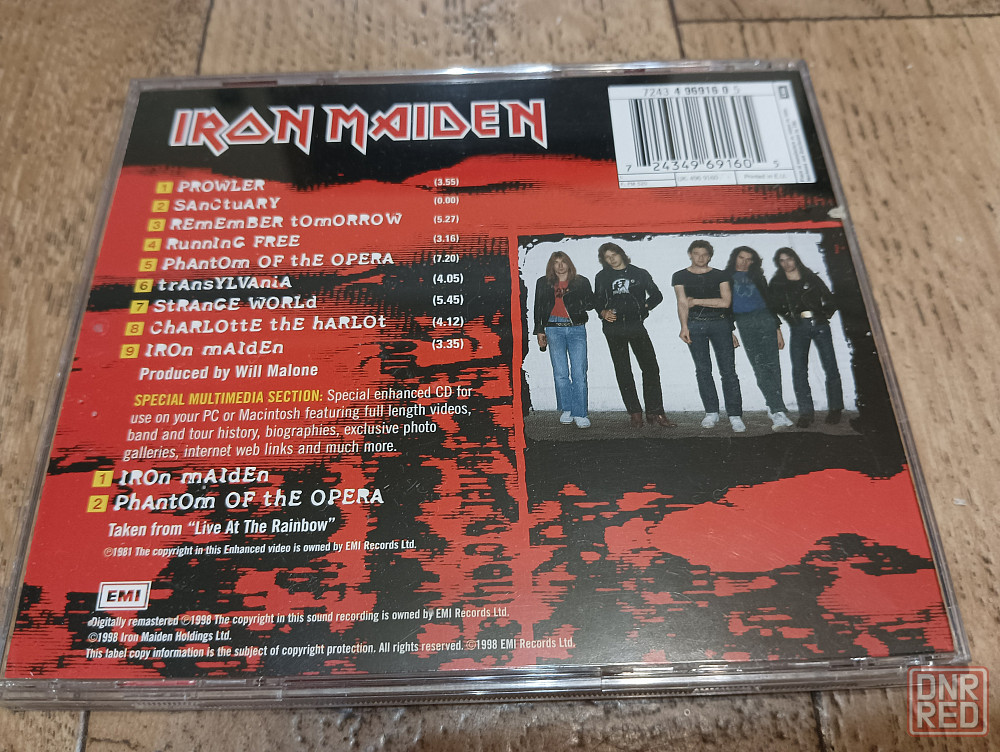 IRON MAIDEN
7243 4 96916 0 5
7 24349 69160 5
1 PROWLER (3.55)
2 SAnCtuARY (0.00)
3 REmEmBER tOmORROW (5.27)
4 RunnInG FREE (3.16)
5 PhAntOm OF thE OPERA (7.20)
6 trAnsYLVAniA (4.05)
7 StRAnGE WORLd (5.45)
8 ChARLOttE thE hARLOt (4.12)
9 IROn mAIdEn (3.35)
Produced by Will Malone
SPECIAL MULTIMEDIA SECTION: Special enhanced CD for
use on your PC or Macintosh featuring full length videos,
band and tour history, biographies, exclusive photo
galleries, internet web links and much more.
1 IROn mAIdEn
2 PhAntOm OF thE OPERA
Taken from "Live At The Rainbow"
℗1981 The copyright in this Enhanced video is owned by EMI Records Ltd.
EMI
Digitally remastered ℗1998 The copyright in this sound recording is owned by EMI Records Ltd.
©1998 Iron Maiden Holdings Ltd.
This label copy information is the subject of copyright protection. All rights reserved. ©1998 EMI Records Ltd.
DNR
RED